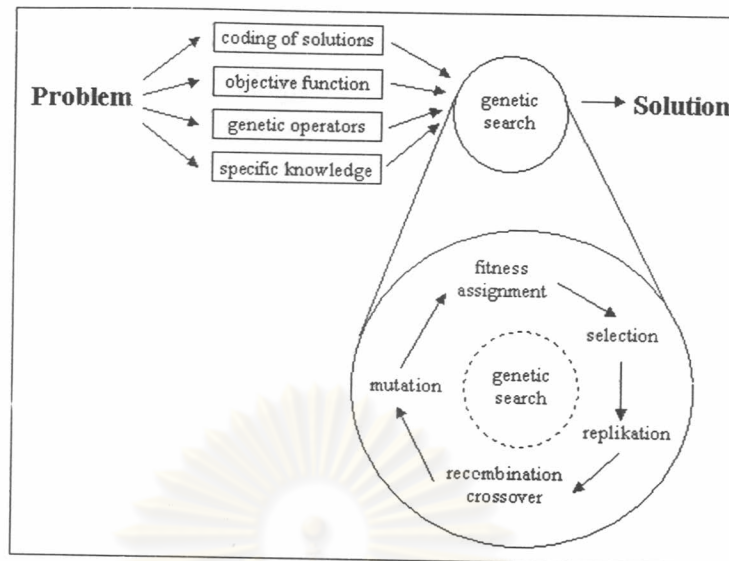 coding of solutions
objective function
Problem
genetic operators
specific knowledge
genetic
search
Solution
fitness
assignment
selection
mutation
genetic
search
replikation
recombination
crossover